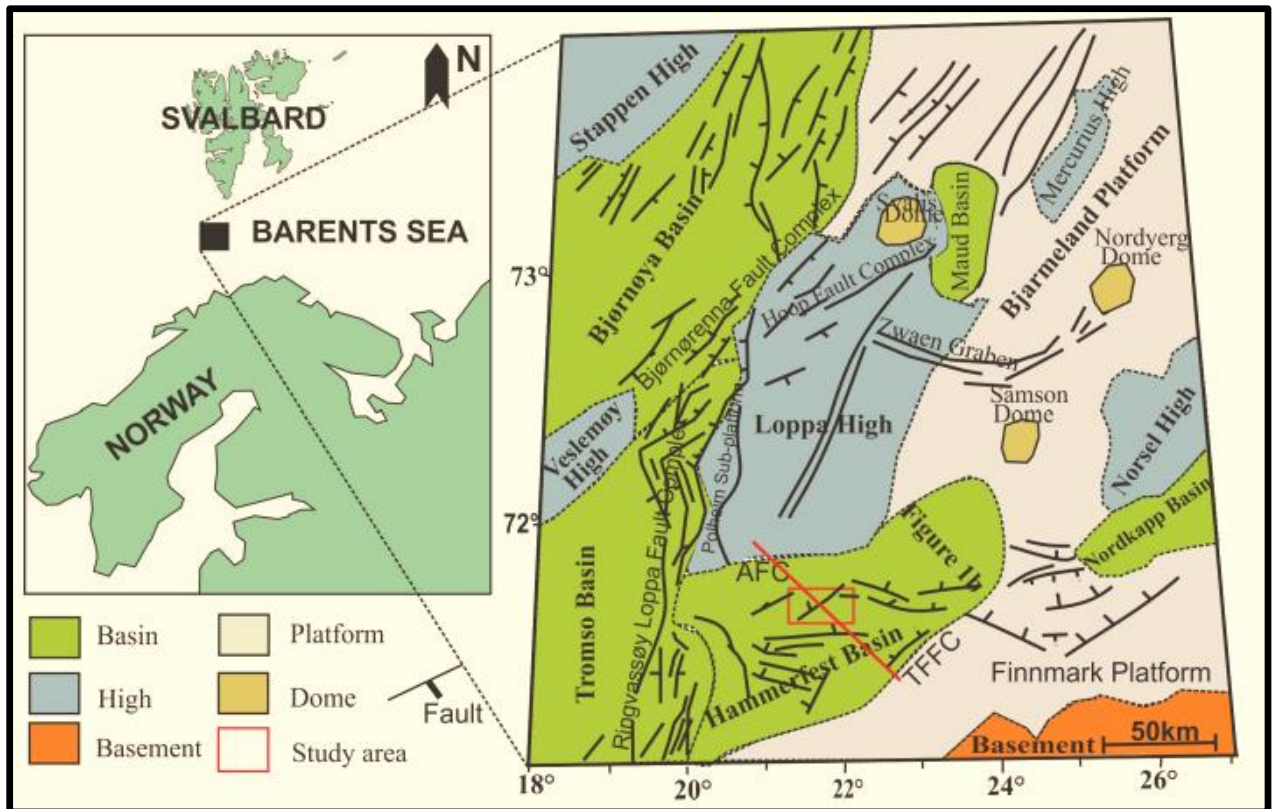 N
SVALBARD
BARENTS SEA
NORWAY
Basin
High
Basement
Platform
Dome
Study area
Fault
Stappen High
Mercurius High
Bjarmeland Platform
Svalis
Dome
Maud Basin
Nordyerg
Dome
Bjørnøya Basin
Bjørnørenna Fault Complex
Hoop Fault Complex
Zwaen Graben
Samson
Dome
Loppa High
Norsel High
Veslemøy
High
Polheim Sub-platform
Ringvassøy Loppa Fault Complex
Nordkapp Basin
Figure 1b
AFC
Tromso Basin
Hammerfest Basin
TFFC
Finnmark Platform
Basement
50km
73°
72°
18°
20°
22°
24°
26°